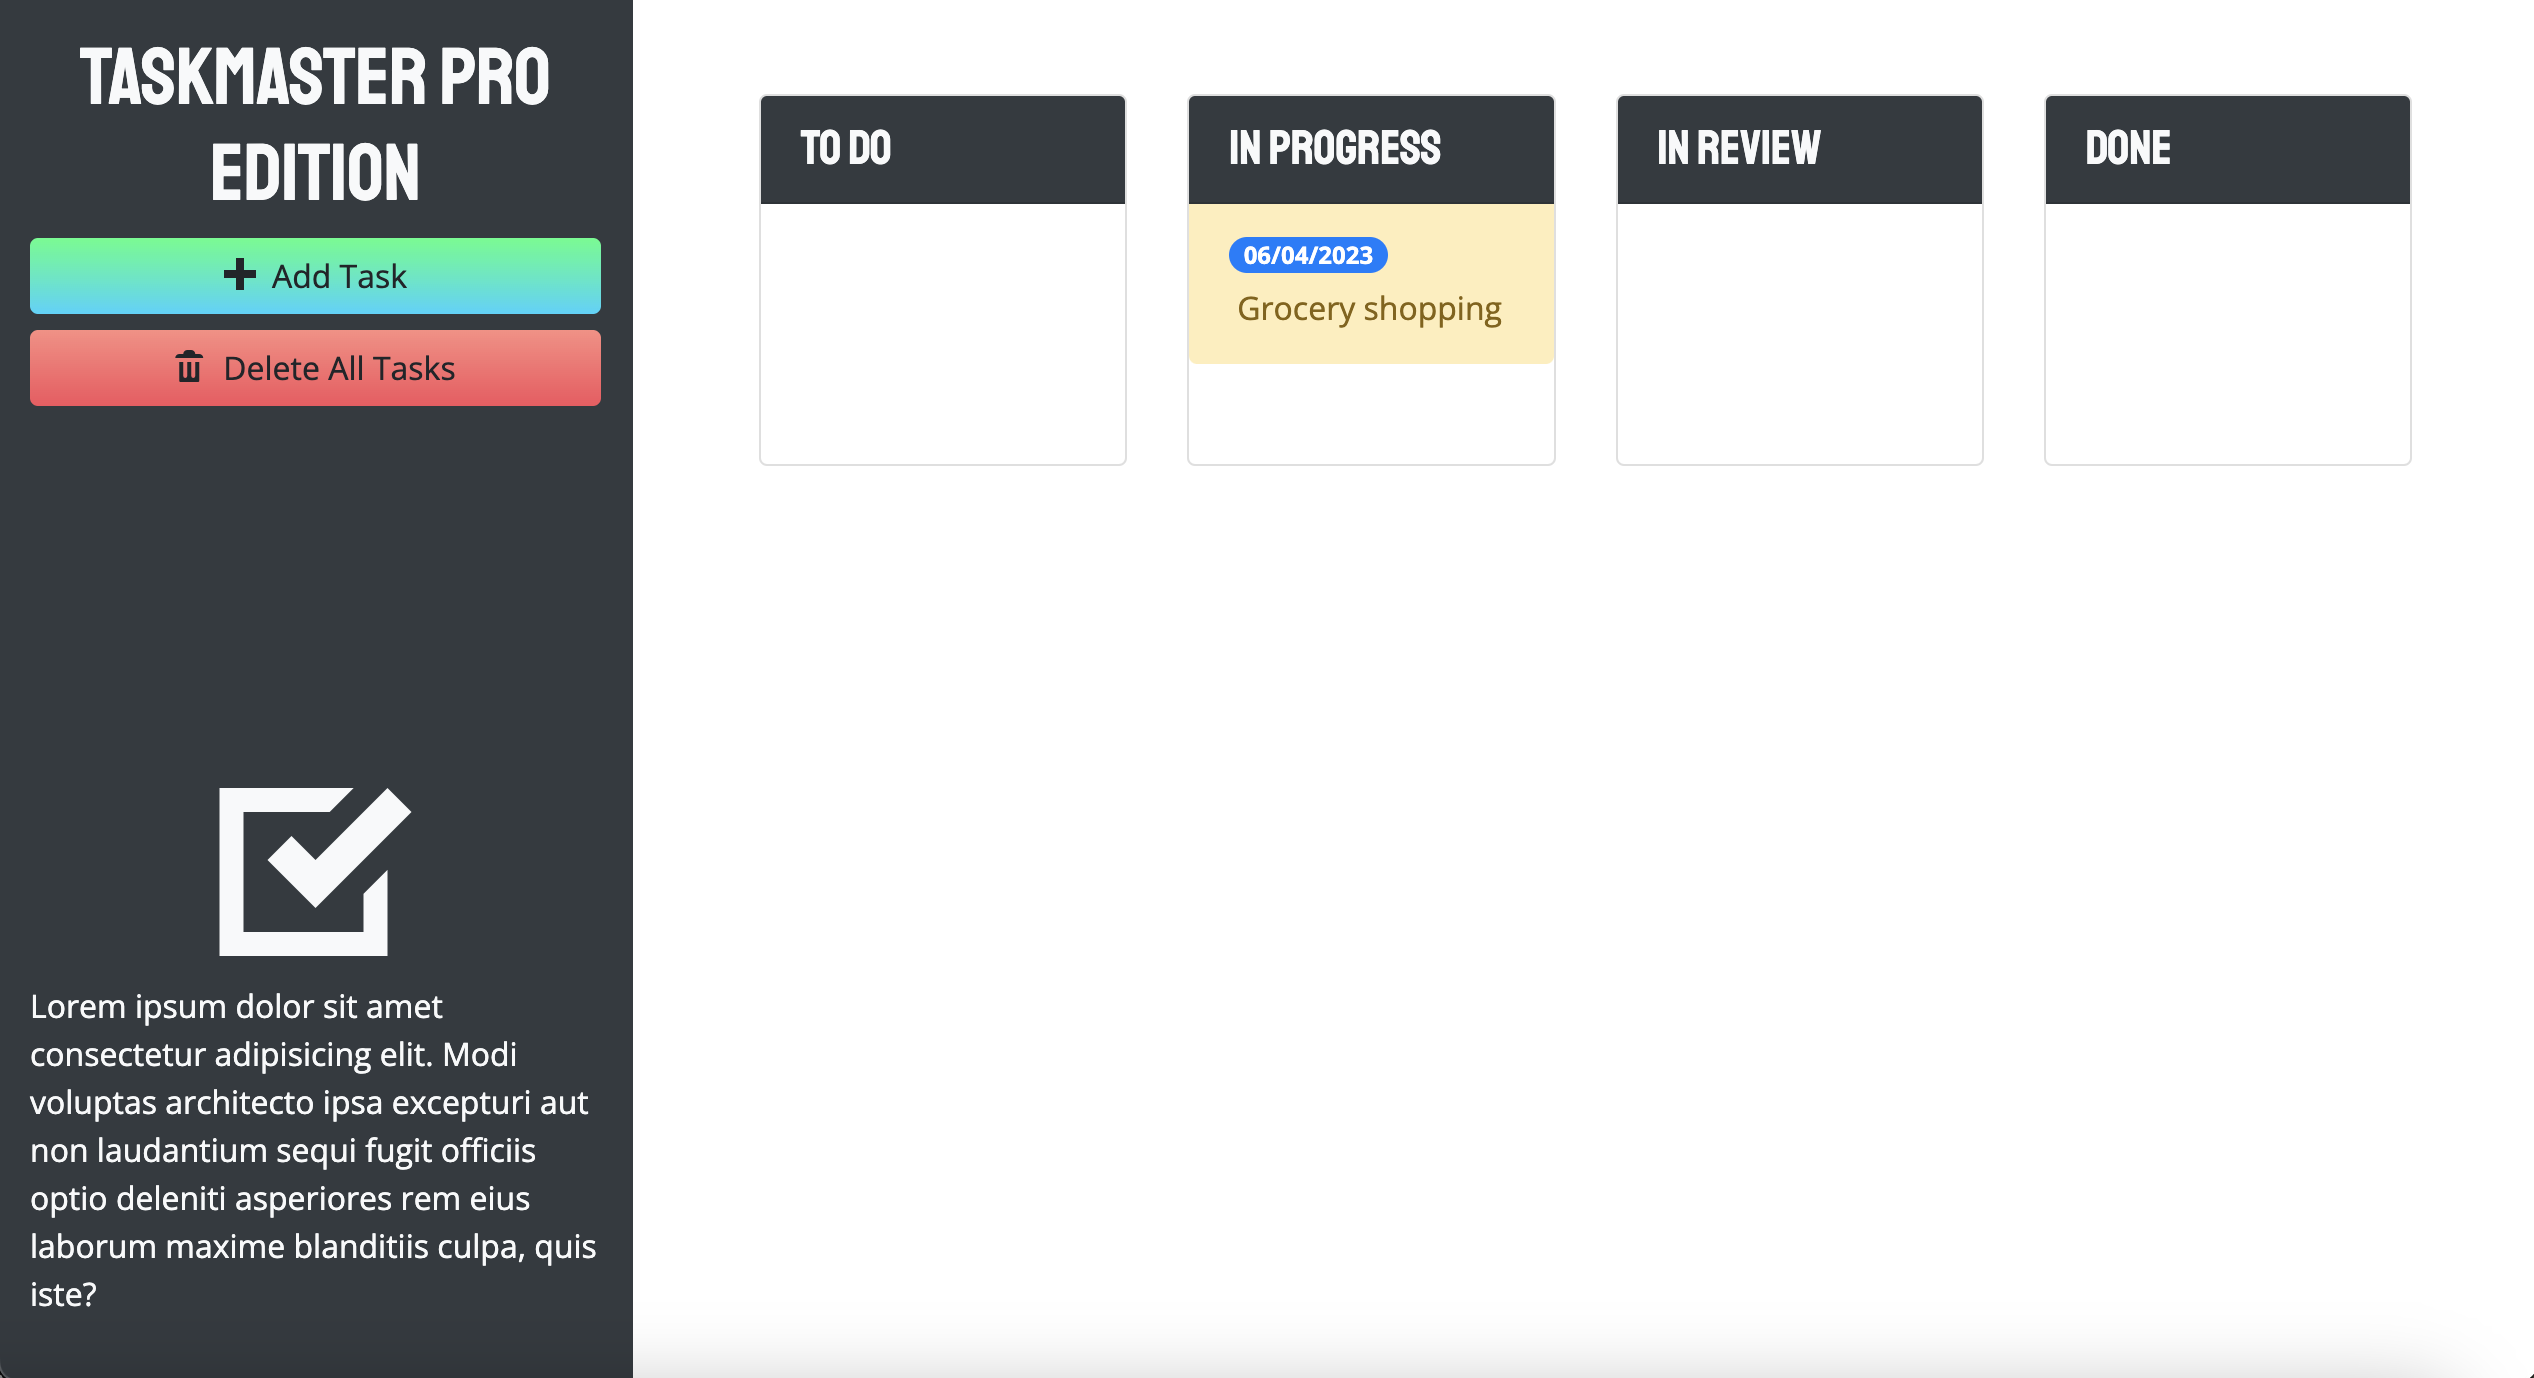 TASKMASTER PRO
EDITION
Add Task
Delete All Tasks
Lorem ipsum dolor sit amet
consectetur adipisicing elit. Modi
voluptas architecto ipsa excepturi aut
non laudantium sequi fugit officiis
optio deleniti asperiores rem eius
laborum maxime blanditiis culpa, quis
iste?
TO DO
IN PROGRESS
06/04/2023
Grocery shopping
IN REVIEW
DONE